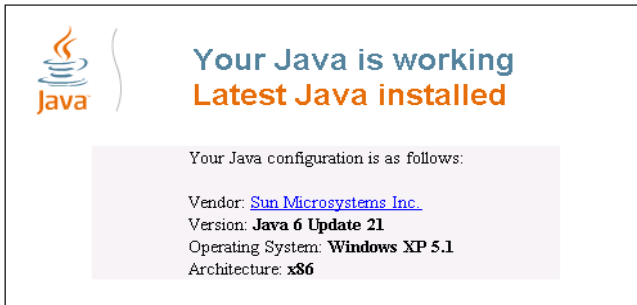 Java
Your Java is working
Latest Java installed
Your Java configuration is as follows:
Vendor: Sun Microsystems Inc.
Version: Java 6 Update 21
Operating System: Windows XP 5.1
Architecture: x86